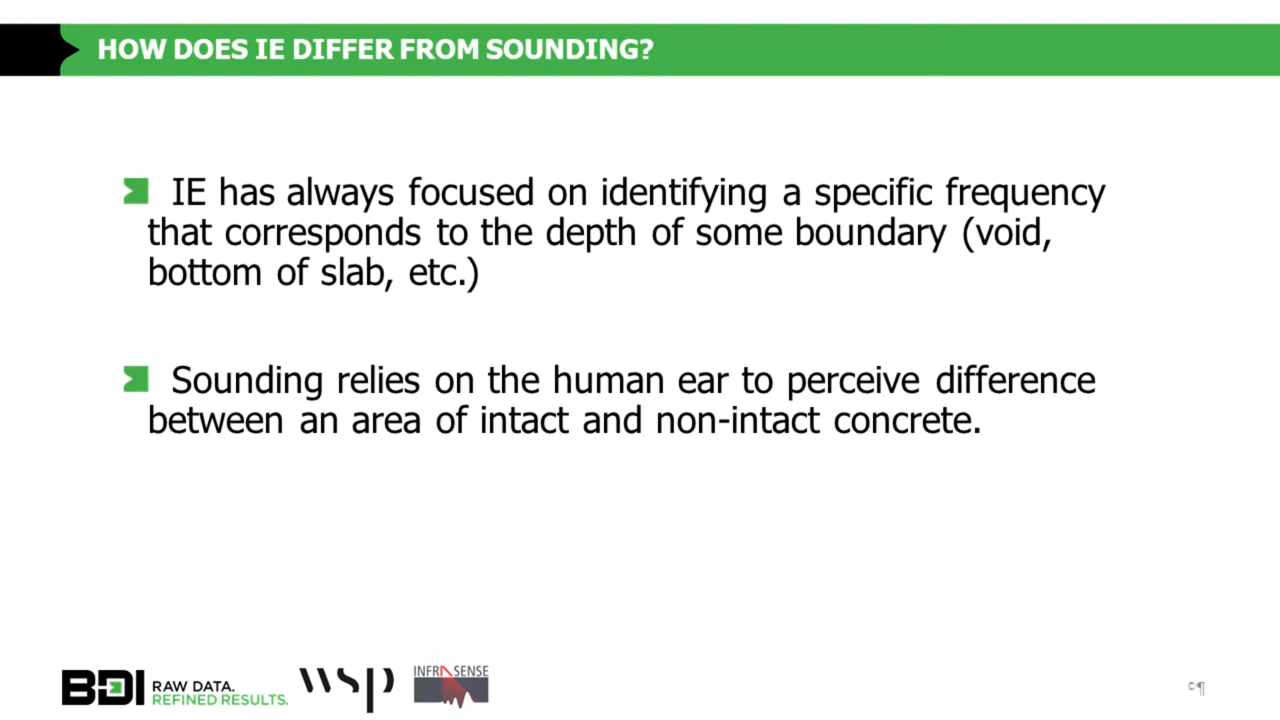 HOW DOES IE DIFFER FROM SOUNDING?
IE has always focused on identifying a specific frequency
that corresponds to the depth of some boundary (void,
bottom of slab, etc.)
Sounding relies on the human ear to perceive difference
between an area of intact and non-intact concrete.
BDI RAW DATA.
REFINED RESULTS.
wsp
INFRASENSE
©¶